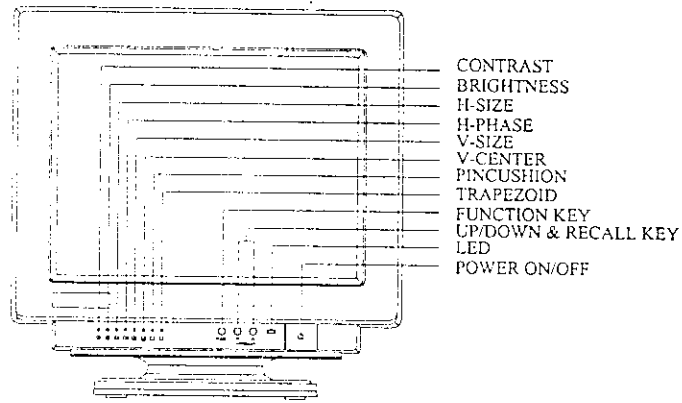 CONTRAST
BRIGHTNESS
H-SIZE
H-PHASE
V-SIZE
V-CENTER
PINCUSHION
TRAPEZOID
FUNCTION KEY
UP/DOWN & RECALL KEY
LED
POWER ON/OFF